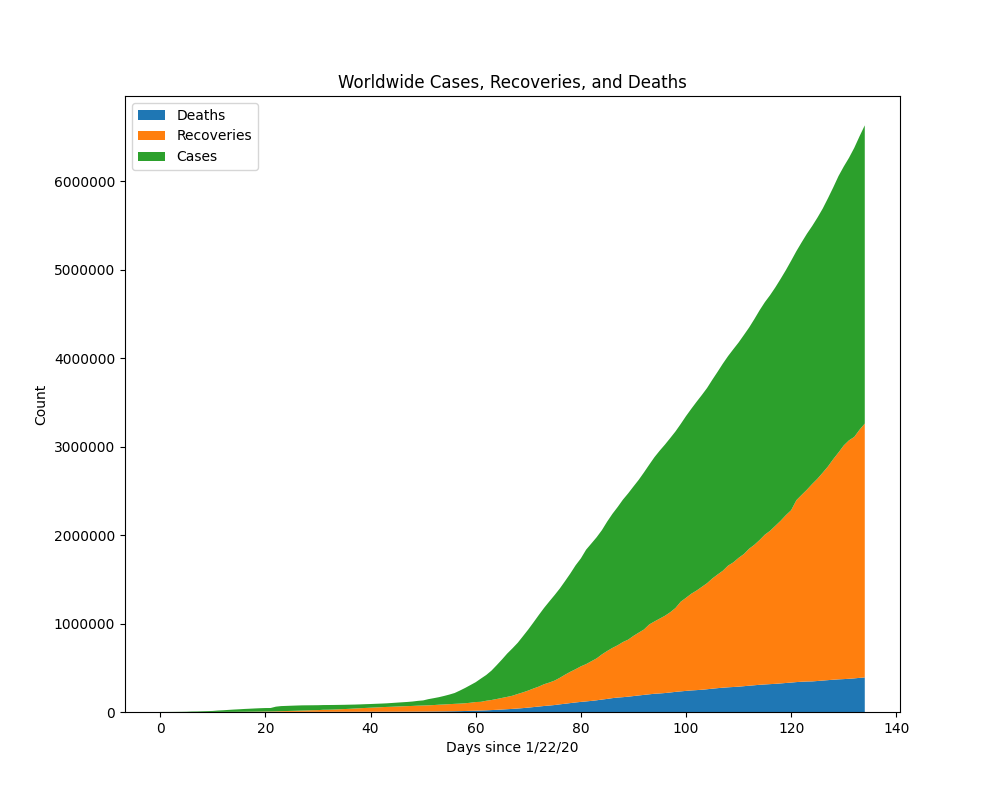 Worldwide Cases, Recoveries, and Deaths
Deaths
Recoveries
Cases
6000000
5000000
4000000
3000000
2000000
1000000
0
Count
0 20 40 60 80 100 120 140
Days since 1/22/20